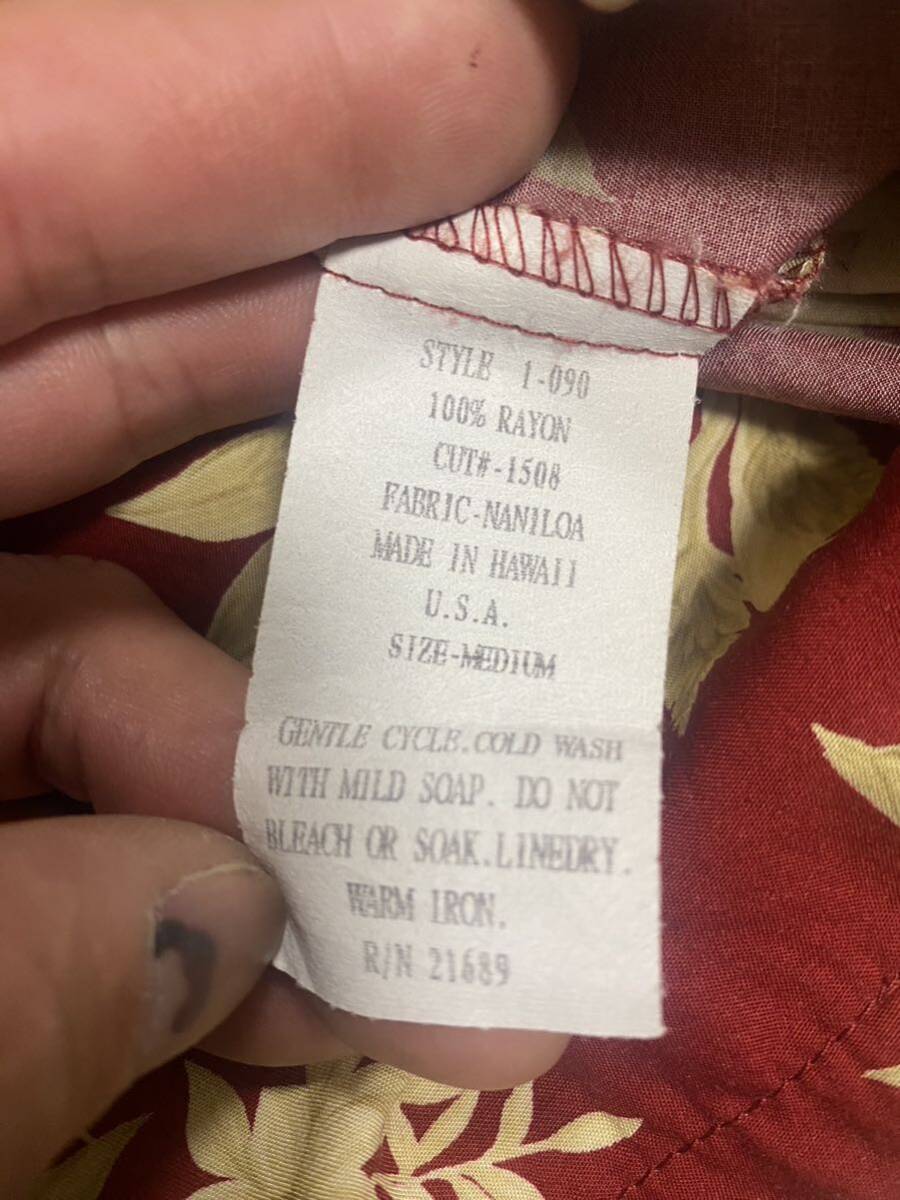 STYLE 1-090
100% RAYON
CUT#-1508
FABRIC-NANILOA
MADE IN HAWAII
U.S.A.
SIZE-MEDIUM
GENTLE CYCLE.COLD WASH
WITH MILD SOAP. DO NOT
BLEACH OR SOAK.LINEDRY.
WARM IRON.
R/N 21689